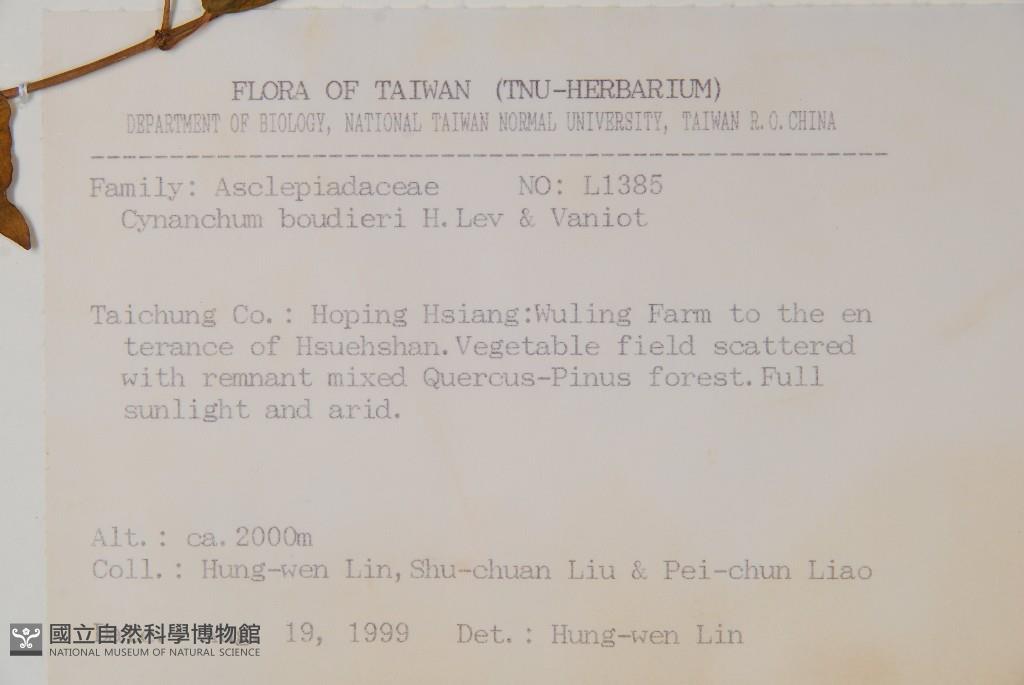 FLORA OF TAIWAN (TNU-HERBARIUM)
DEPARTMENT OF BIOLOGY, NATIONAL TAIWAN NORMAL UNIVERSITY, TAIWAN R.O.CHINA
Family: Asclepiadaceae NO: L1385
Cynanchum boudieri H.Lev & Vaniot
Taichung Co.: Hoping Hsiang:Wuling Farm to the en
terance of Hsuehshan.Vegetable field scattered
with remnant mixed Quercus-Pinus forest.Full
sunlight and arid.
Alt.: ca.2000m
Coll.: Hung-wen Lin,Shu-chuan Liu & Pei-chun Liao
19, 1999 Det.: Hung-wen Lin
國立自然科學博物館
NATIONAL MUSEUM OF NATURAL SCIENCE